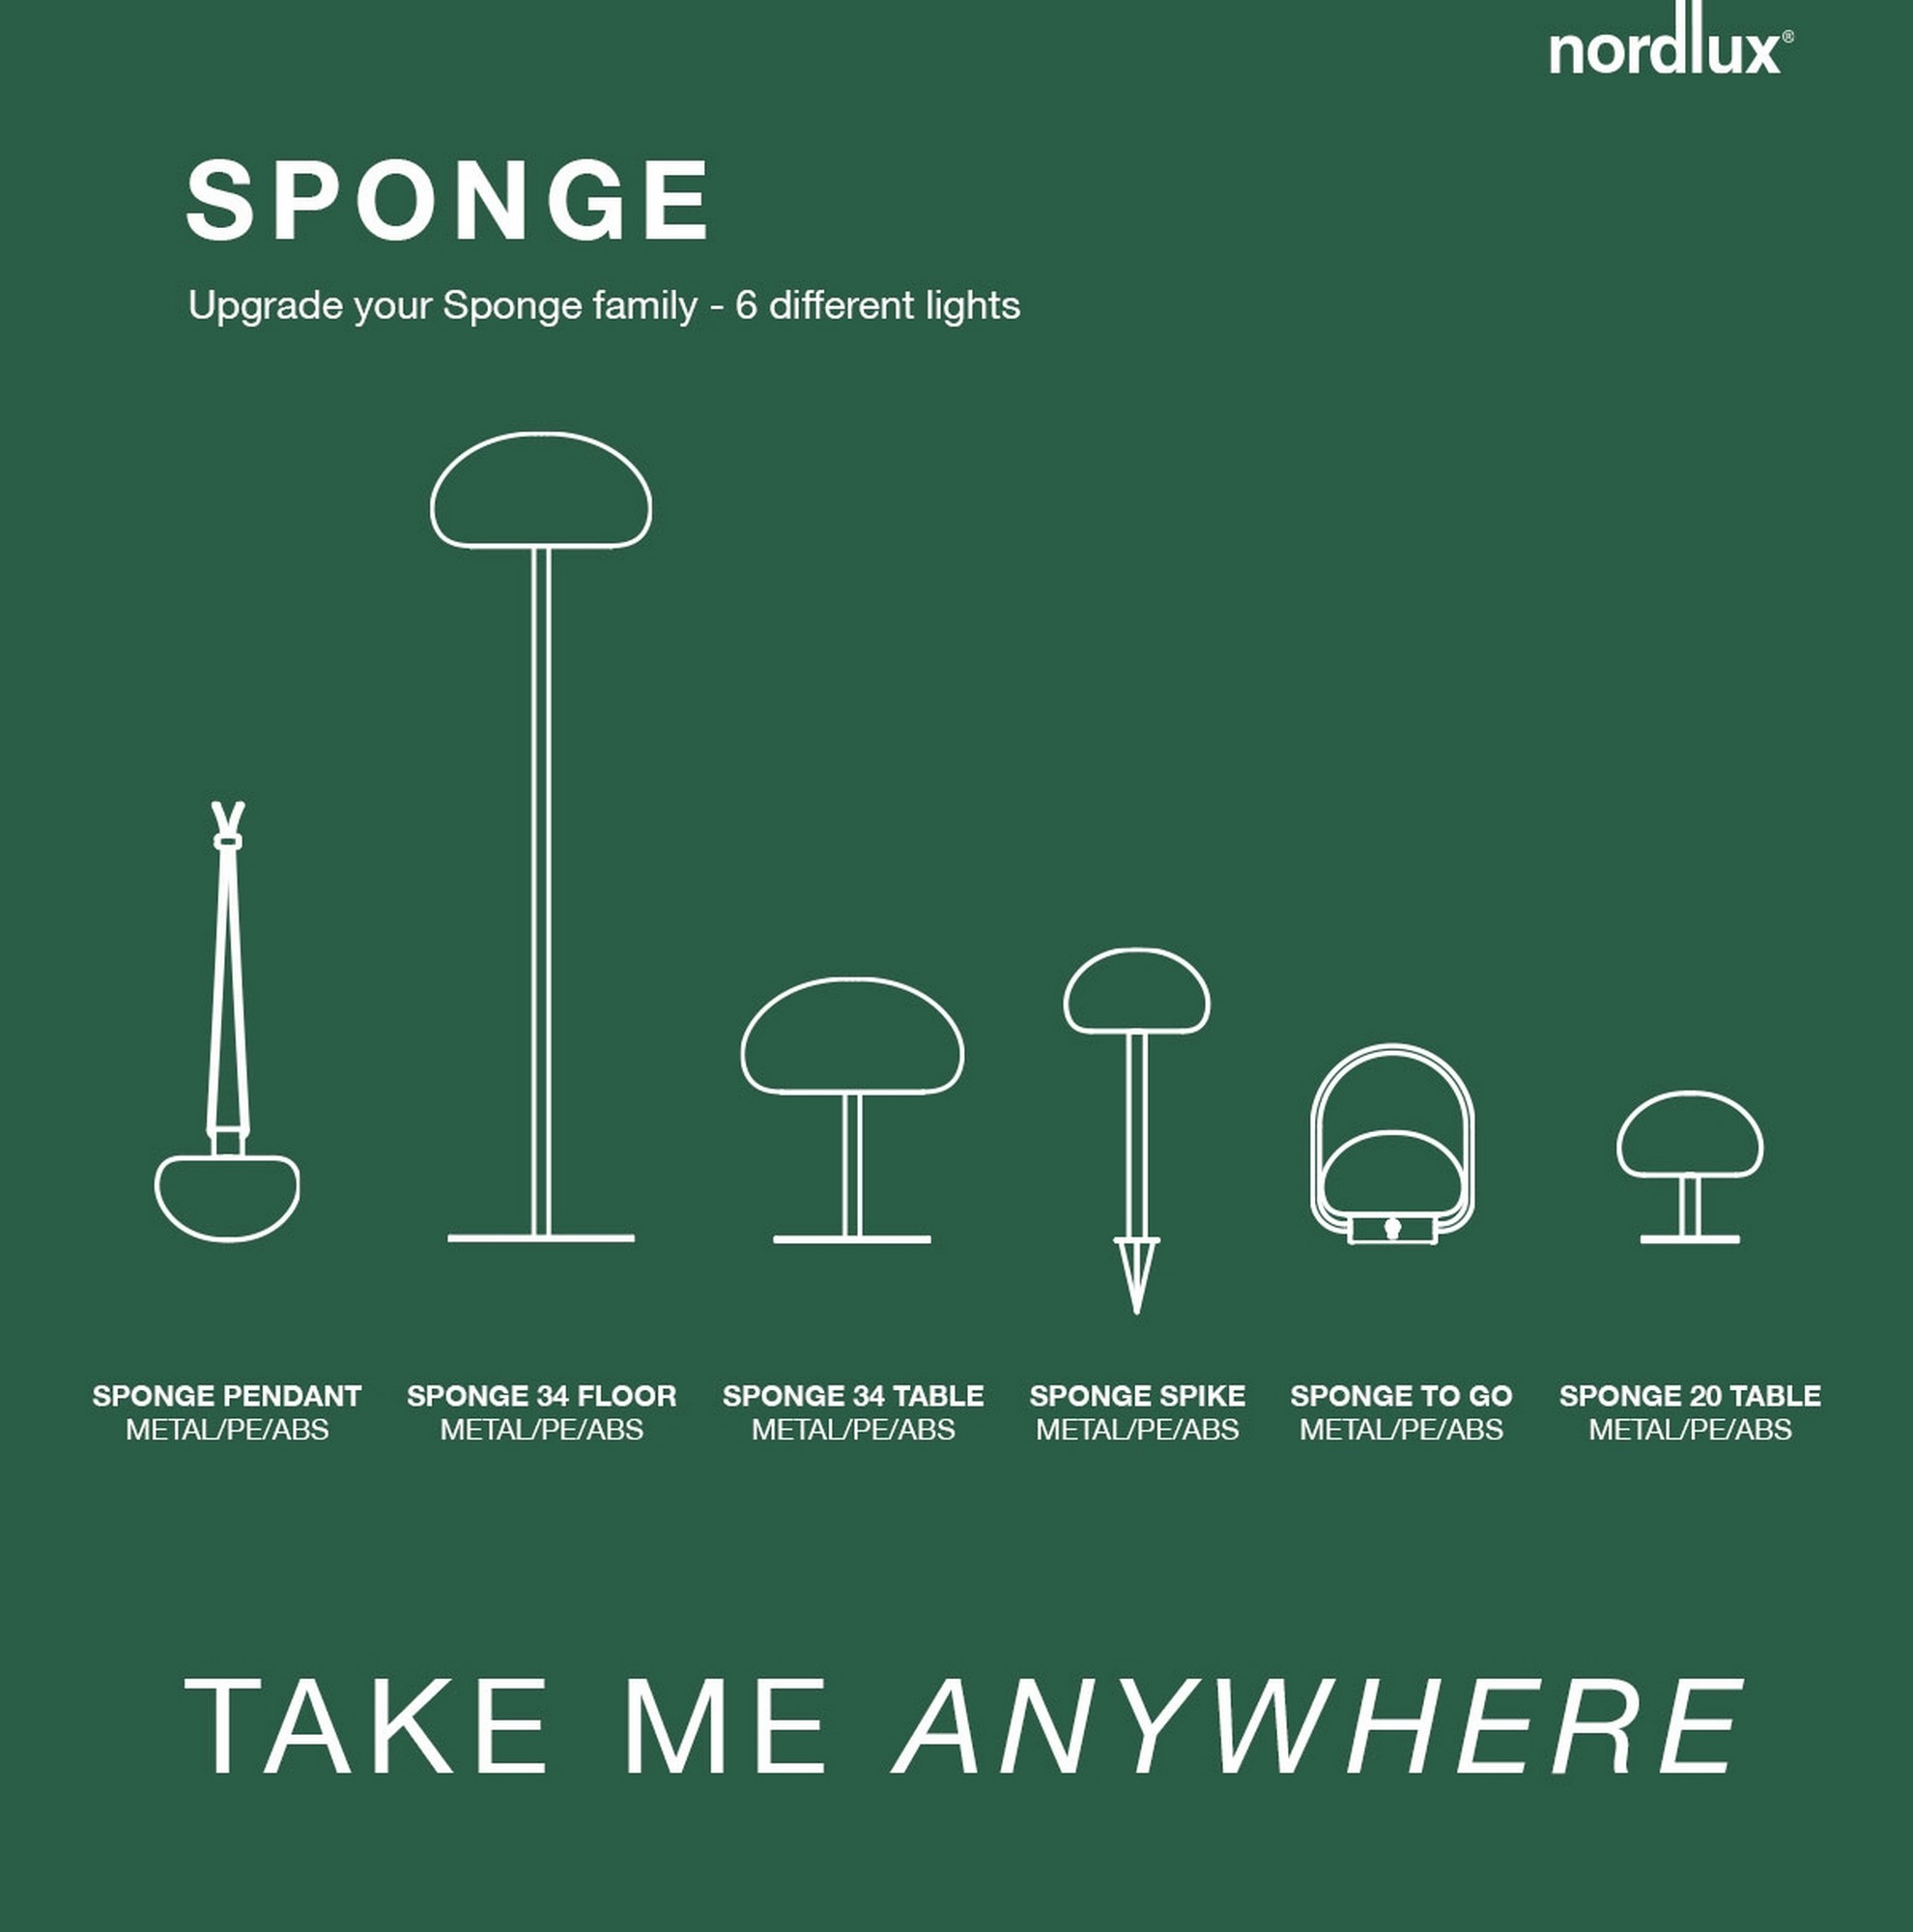 nordlux®
SPONGE
Upgrade your Sponge family - 6 different lights
SPONGE PENDANT
METAL/PE/ABS
SPONGE 34 FLOOR
METAL/PE/ABS
SPONGE 34 TABLE
METAL/PE/ABS
SPONGE SPIKE
METAL/PE/ABS
SPONGE TO GO
METAL/PE/ABS
SPONGE 20 TABLE
METAL/PE/ABS
TAKE ME ANYWHERE